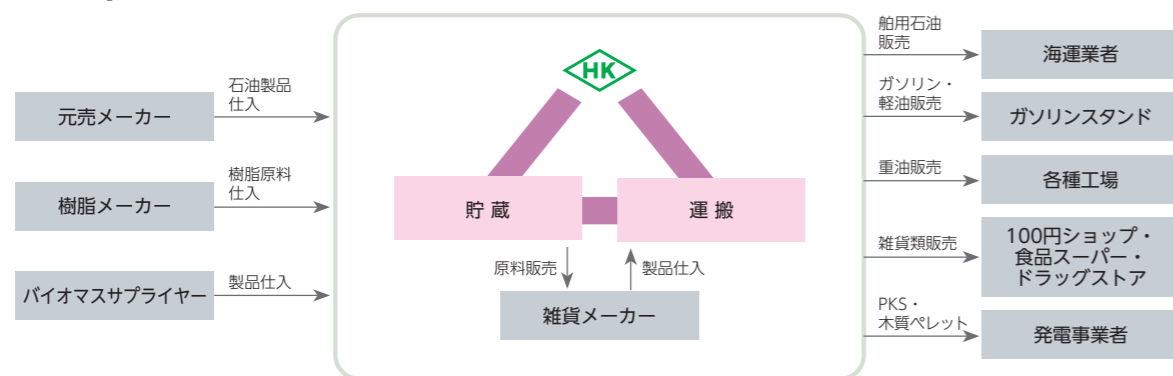 石油製品
仕入
元売メーカー
樹脂原料
仕入
樹脂メーカー
製品仕入
バイオマスサプライヤー
HK
貯蔵
運搬
原料販売
製品仕入
雑貨メーカー
舶用石油
販売
海運業者
ガソリン・
軽油販売
ガソリンスタンド
重油販売
各種工場
雑貨類販売
100円ショップ・
食品スーパー・
ドラッグストア
PKS・
木質ペレット
発電事業者